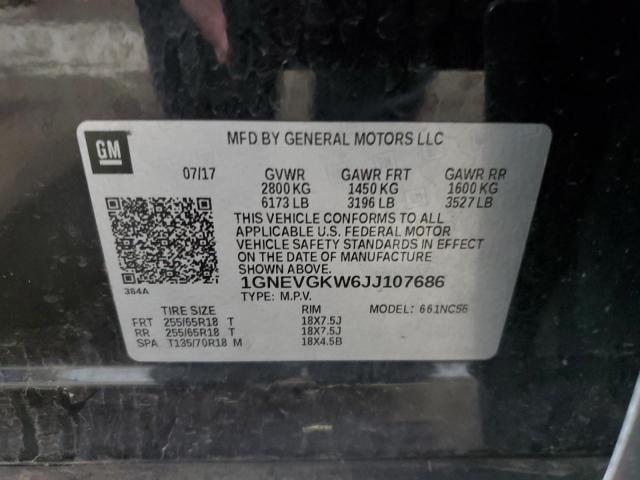 GM
MFD BY GENERAL MOTORS LLC
07/17 GVWR GAWR FRT GAWR RR
2800 KG 1450 KG 1600 KG
6173 LB 3196 LB 3527 LB
THIS VEHICLE CONFORMS TO ALL
APPLICABLE U.S. FEDERAL MOTOR
VEHICLE SAFETY STANDARDS IN EFFECT
ON THE DATE OF MANUFACTURE
SHOWN ABOVE.
1GNEVGKW6JJ107686
384A
TYPE: M.P.V.
TIRE SIZE RIM MODEL: 661NC56
FRT 255/65R18 T 18X7.5J
RR 255/65R18 T 18X7.5J
SPA T135/70R18 M 18X4.5B